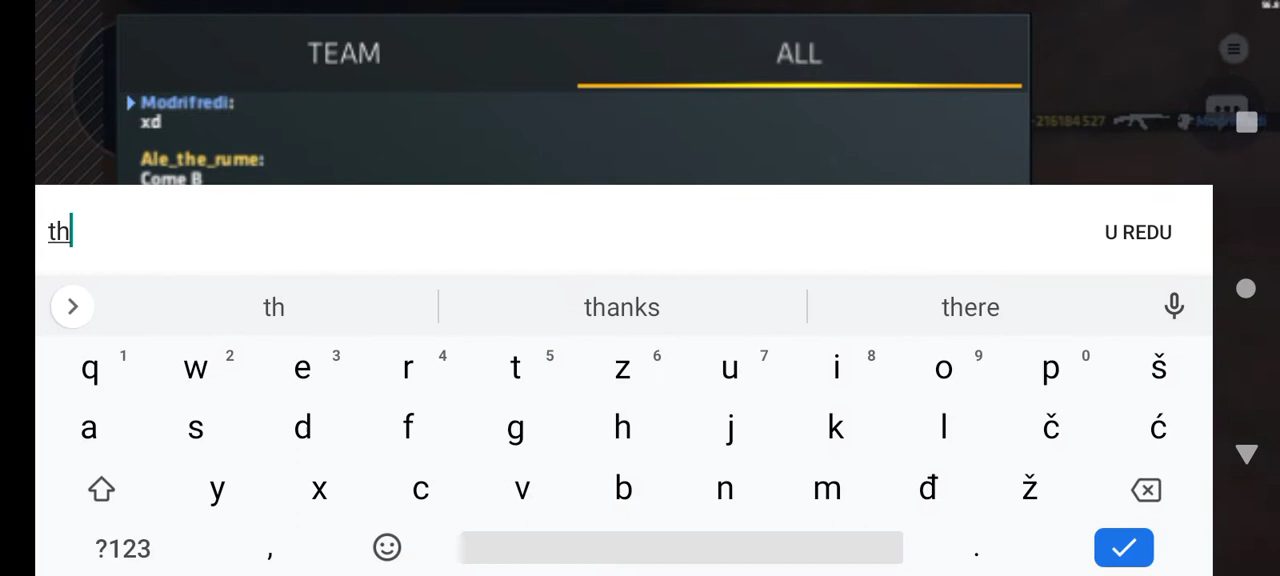 TEAM
ALL
Modrifredi:
xd
216184527
Ale_the_rume:
Come B
th
U REDU
th
thanks
there
q 1 w 2 e 3 r 4 t 5 z 6 u 7 i 8 o 9 p 0 š
a s d f g h j k l č ć
y x c v b n m đ ž
?123 , .